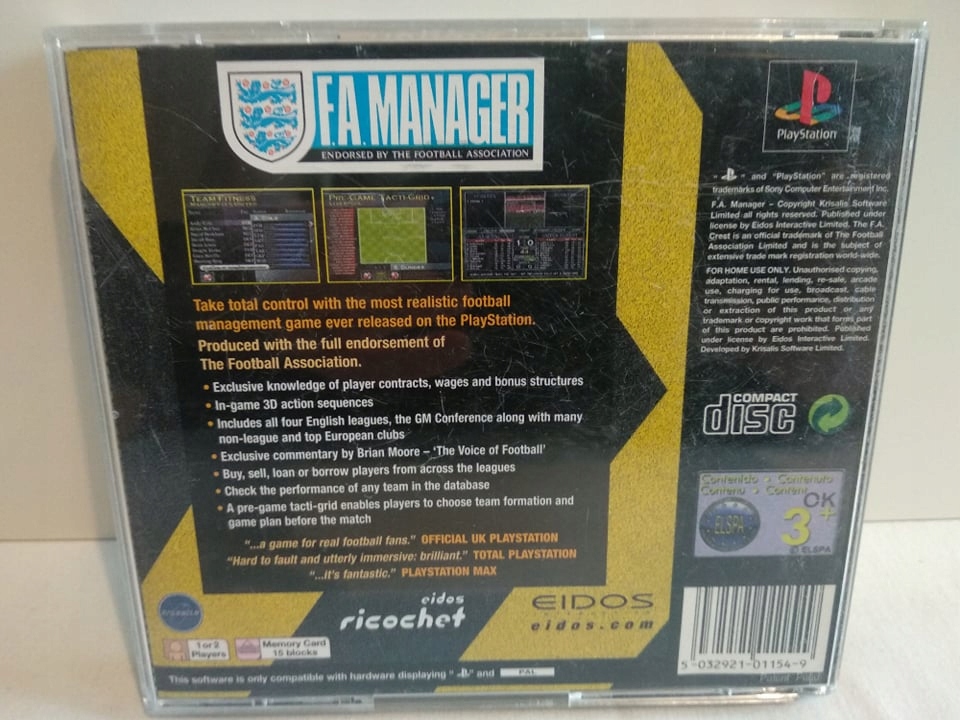 F.A. MANAGER
ENDORSED BY THE FOOTBALL ASSOCIATION
TEAM FITNESS
PRE GAME TACTI-GRID
Take total control with the most realistic football
management game ever released on the PlayStation.
Produced with the full endorsement of
The Football Association.
• Exclusive knowledge of player contracts, wages and bonus structures
• In-game 3D action sequences
• Includes all four English leagues, the GM Conference along with many
non-league and top European clubs
• Exclusive commentary by Brian Moore – 'The Voice of Football'
• Buy, sell, loan or borrow players from across the leagues
• Check the performance of any team in the database
• A pre-game tacti-grid enables players to choose team formation and
game plan before the match
"...a game for real football fans." OFFICIAL UK PLAYSTATION
"Hard to fault and utterly immersive: brilliant." TOTAL PLAYSTATION
"...it's fantastic." PLAYSTATION MAX
eidos
ricochet
EIDOS
eidos.com
1 or 2
Players
Memory Card
15 blocks
This software is only compatible with hardware displaying " " and PAL
PlayStation
" " and "PlayStation" are registered
trademarks of Sony Computer Entertainment Inc.
F.A. Manager - Copyright Krisalis Software
Limited all rights reserved. Published under
license by Eidos Interactive Limited. The F.A.
Crest is an official trademark of The Football
Association Limited and is the subject of
extensive trade mark registration world-wide.
FOR HOME USE ONLY. Unauthorised copying,
adaptation, rental, lending, re-sale, arcade
use, charging for use, broadcast, cable
transmission, public performance, distribution
or extraction of this product or any
trademark or copyright work that forms part
of this product are prohibited. Published
under license by Eidos Interactive Limited.
Developed by Krisalis Software Limited.
COMPACT
disc
Contenido • Contenuto
Contenu • Content
OK
ELSPA
3+
© ELSPA
5-032921-01154-9